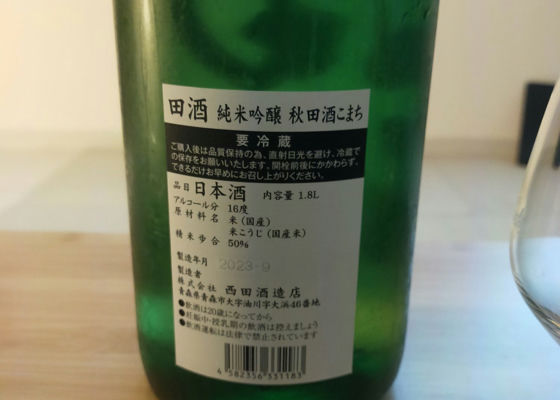 田酒 純米吟醸 秋田酒こまち
要冷蔵
ご購入後は品質保持の為、直射日光を避け、冷蔵で
の保存をお願いいたします。開栓前後にかかわらず、
できるだけお早めにお召し上がりください。
品目 日本酒 内容量 1.8L
アルコール分 16度
原材料名 米(国産)
米こうじ(国産米)
精米歩合 50%
製造年月 2023-9
製造者
株式会社 西田酒造店
青森県青森市大字油川字大浜46番地
●飲酒は20歳になってから
●妊娠中・授乳期の飲酒は控えましょう
●飲酒運転は法律で禁止されています
4 582356 331183